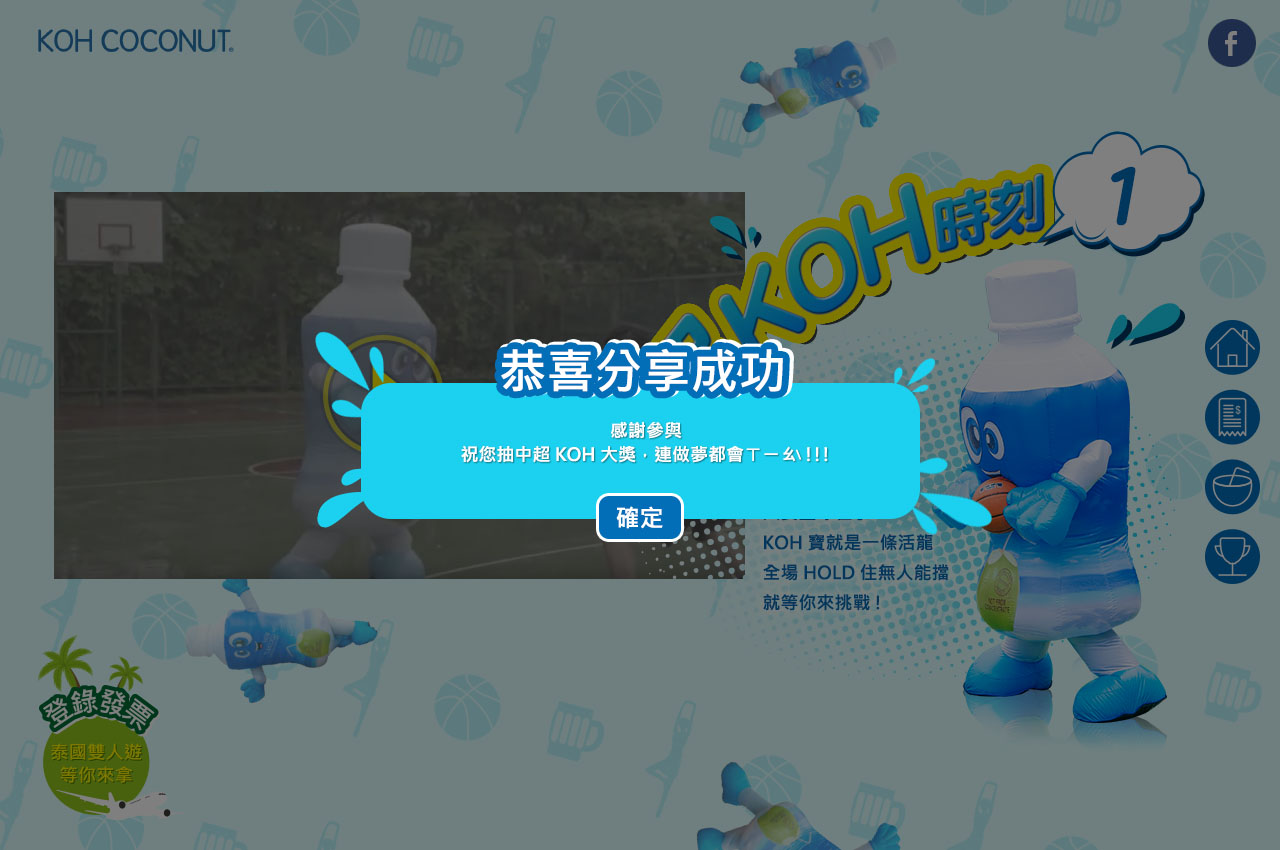 KOH COCONUT®
f
KOH時刻
1
恭喜分享成功
感謝參與
祝您抽中超 KOH 大獎,連做夢都會ㄒㄧㄠˋ!!!
確定
KOH 寶就是一條活龍
全場 HOLD 住無人能擋
就等你來挑戰!
登錄發票
泰國雙人遊
等你來拿